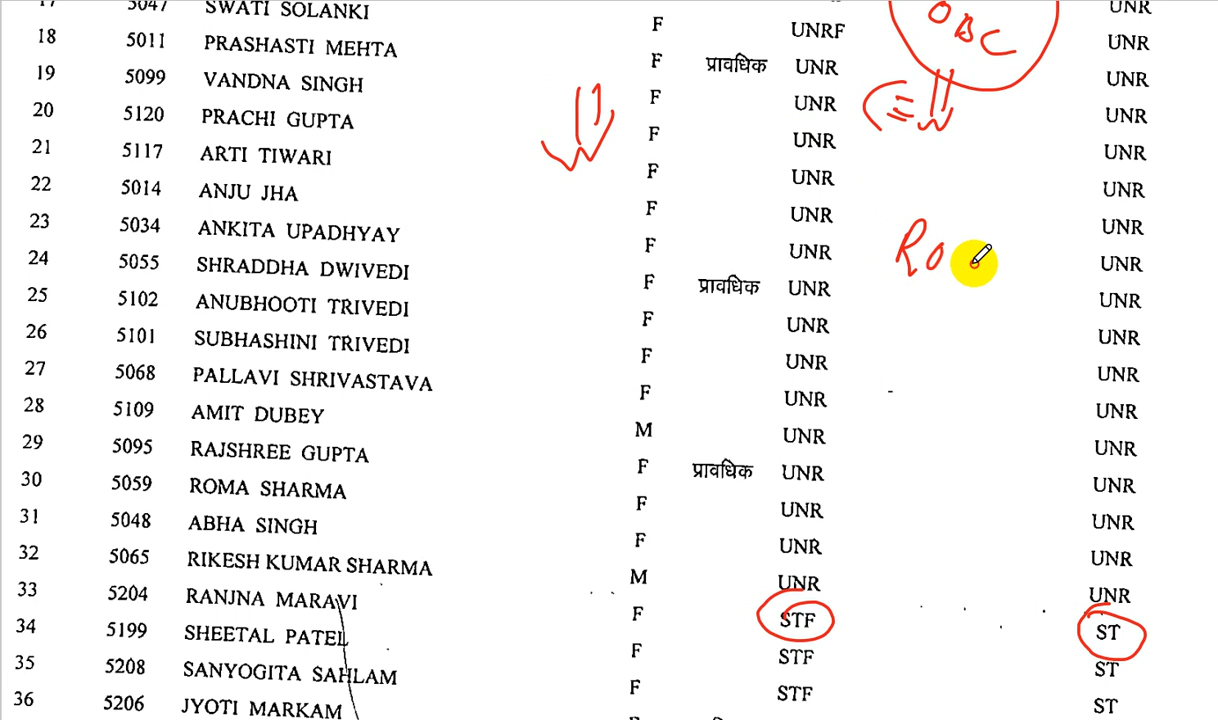 UNR
17 5047 SWATI SOLANKI F UNRF UNR
18 5011 PRASHASTI MEHTA F प्रावधिक UNR UNR
19 5099 VANDNA SINGH F UNR UNR
20 5120 PRACHI GUPTA F UNR UNR
21 5117 ARTI TIWARI F UNR UNR
22 5014 ANJU JHA F UNR UNR
23 5034 ANKITA UPADHYAY F UNR UNR
24 5055 SHRADDHA DWIVEDI F प्रावधिक UNR UNR
25 5102 ANUBHOOTI TRIVEDI F UNR UNR
26 5101 SUBHASHINI TRIVEDI F UNR UNR
27 5068 PALLAVI SHRIVASTAVA F UNR UNR
28 5109 AMIT DUBEY M UNR UNR
29 5095 RAJSHREE GUPTA F प्रावधिक UNR UNR
30 5059 ROMA SHARMA F UNR UNR
31 5048 ABHA SINGH F UNR UNR
32 5065 RIKESH KUMAR SHARMA M UNR UNR
33 5204 RANJNA MARAVI F STF ST
34 5199 SHEETAL PATEL F STF ST
35 5208 SANYOGITA SAHLAM F STF ST
36 5206 JYOTI MARKAM
OBC
Ro